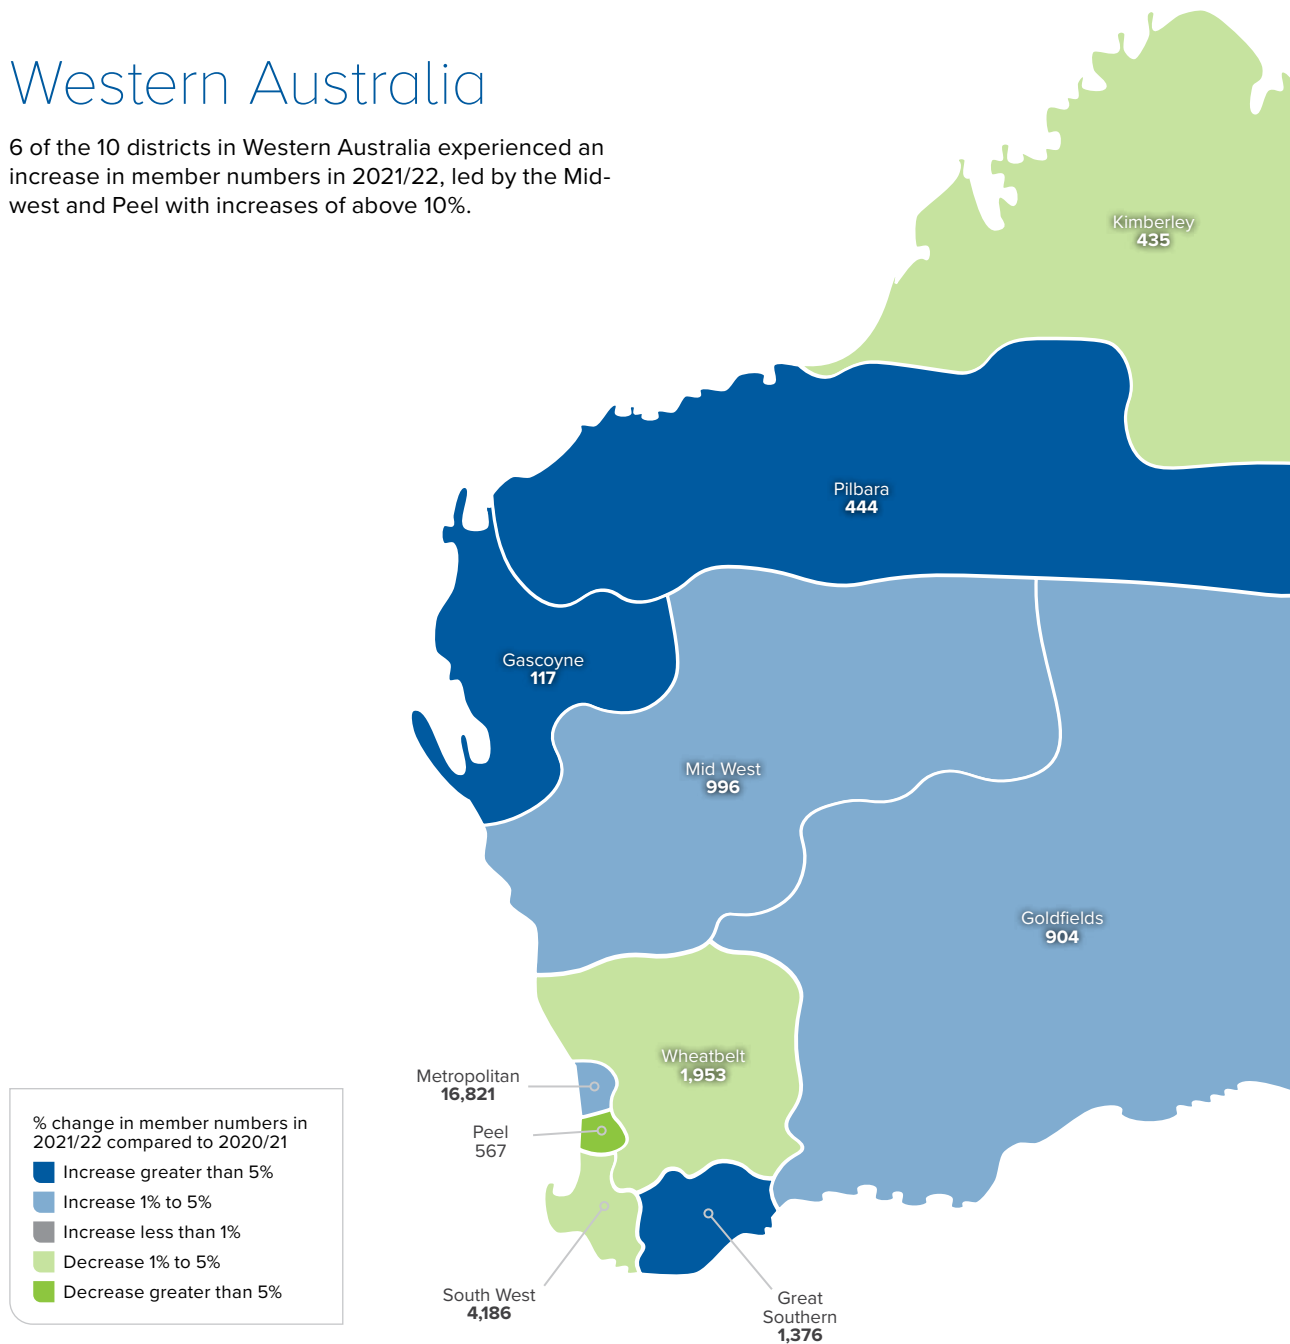 Western Australia
6 of the 10 districts in Western Australia experienced an
increase in member numbers in 2021/22, led by the Mid-
west and Peel with increases of above 10%.
Kimberley
435
Pilbara
444
Gascoyne
117
Mid West
996
Goldfields
904
Wheatbelt
1,953
Metropolitan
16,821
Peel
567
South West
4,186
Great
Southern
1,376
% change in member numbers in
2021/22 compared to 2020/21
Increase greater than 5%
Increase 1% to 5%
Increase less than 1%
Decrease 1% to 5%
Decrease greater than 5%